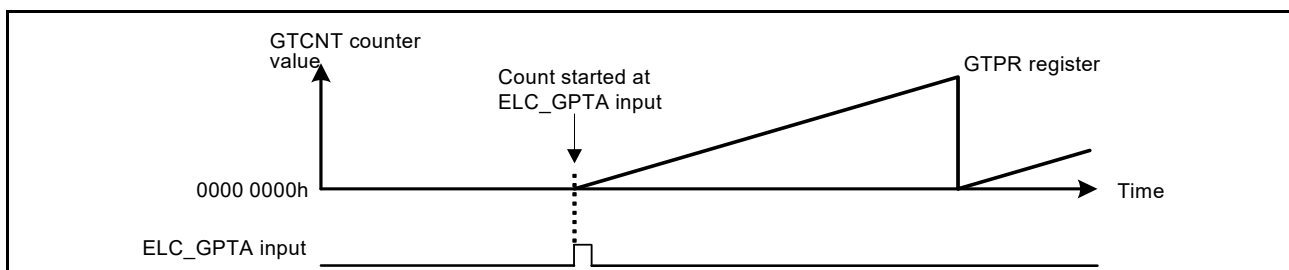 GTCNT counter
value
Count started at
ELC_GPTA input
GTPR register
0000 0000h
Time
ELC_GPTA input